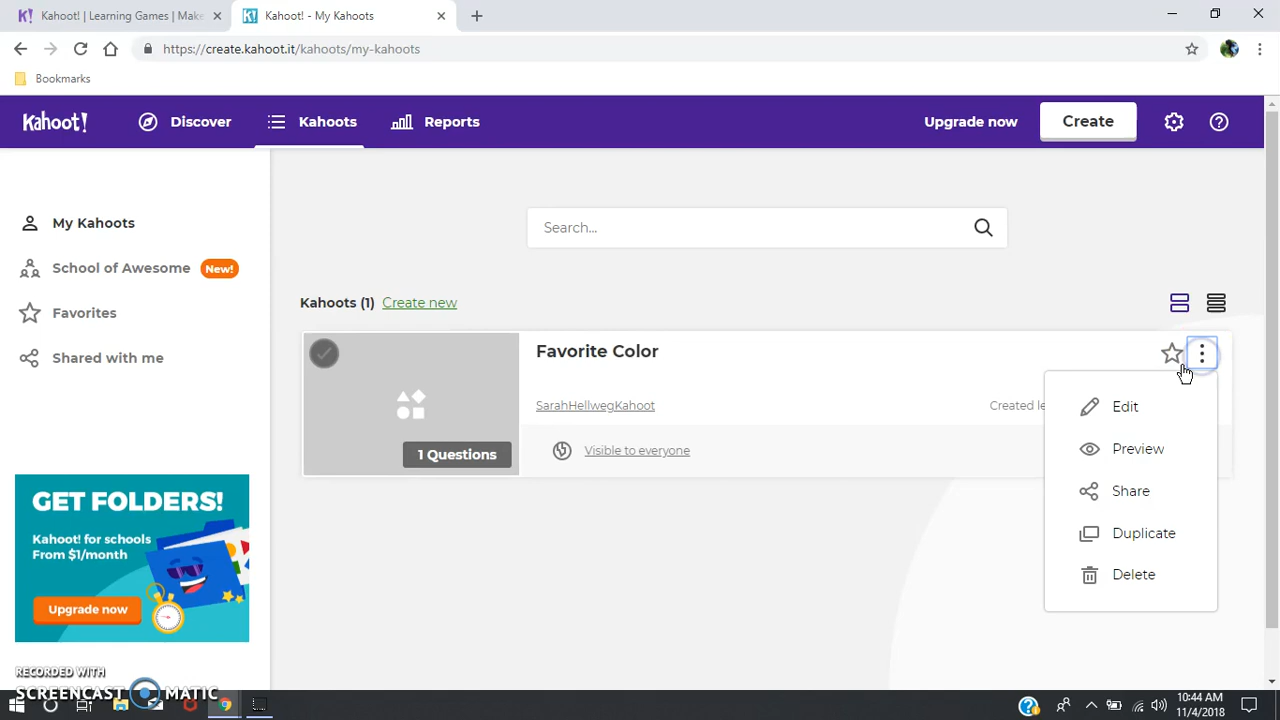 Kahoot! | Learning Games | Make
Kahoot! - My Kahoots
https://create.kahoot.it/kahoots/my-kahoots
Bookmarks
Kahoot!
Discover
Kahoots
Reports
Upgrade now
Create
My Kahoots
School of Awesome New!
Favorites
Shared with me
Search...
Kahoots (1) Create new
Favorite Color
SarahHellwegKahoot
Created le
1 Questions
Visible to everyone
Edit
Preview
Share
Duplicate
Delete
GET FOLDERS!
Kahoot! for schools
From $1/month
Upgrade now
RECORDED WITH
SCREENCAST MATIC
10:44 AM
11/4/2018